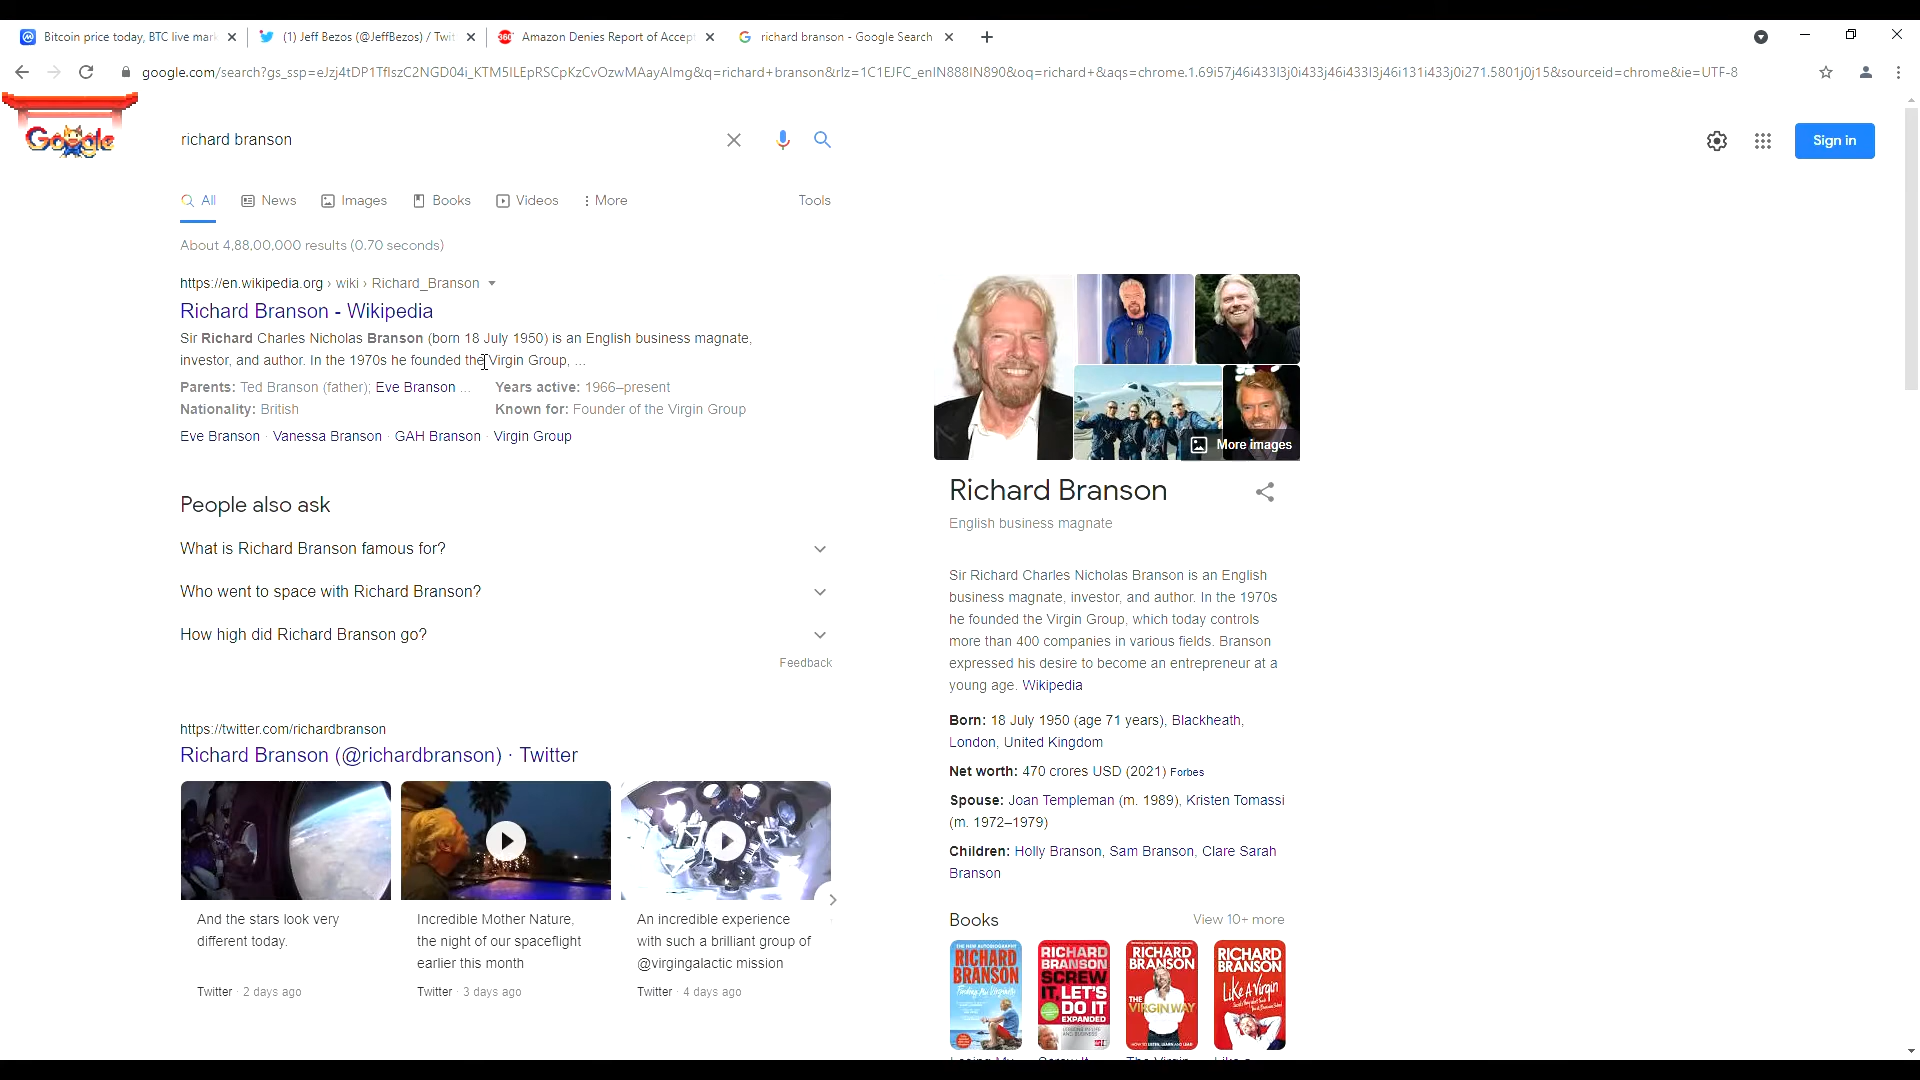 Bitcoin price today, BTC live mar
(1) Jeff Bezos (@JeffBezos) / Twit
360°
Amazon Denies Report of Accept
richard branson - Google Search
google.com/search?gs_ssp=eJzj4tDP1TflszC2NGD04i_KTM5ILEpRSCpKzCvOzwMAayAlmg&q=richard+branson&rlz=1C1EJFC_enIN888IN890&oq=richard+&aqs=chrome.1.69i57j46i433l3j0i433j46i433l3j46i131i433j0i271.5801j0j15&sourceid=chrome&ie=UTF-8
Google
richard branson
Sign in
All
News
Images
Books
Videos
More
Tools
About 4,88,00,000 results (0.70 seconds)
https://en.wikipedia.org › wiki › Richard_Branson
Richard Branson - Wikipedia
Sir Richard Charles Nicholas Branson (born 18 July 1950) is an English business magnate,
investor, and author. In the 1970s he founded the Virgin Group, ...
Parents: Ted Branson (father); Eve Branson ...
Years active: 1966–present
Nationality: British
Known for: Founder of the Virgin Group
Eve Branson · Vanessa Branson · GAH Branson · Virgin Group
People also ask
What is Richard Branson famous for?
Who went to space with Richard Branson?
How high did Richard Branson go?
Feedback
https://twitter.com/richardbranson
Richard Branson (@richardbranson) · Twitter
And the stars look very
different today.
Twitter · 2 days ago
Incredible Mother Nature,
the night of our spaceflight
earlier this month
Twitter · 3 days ago
An incredible experience
with such a brilliant group of
@virgingalactic mission
Twitter · 4 days ago
More images
Richard Branson
English business magnate
Sir Richard Charles Nicholas Branson is an English
business magnate, investor, and author. In the 1970s
he founded the Virgin Group, which today controls
more than 400 companies in various fields. Branson
expressed his desire to become an entrepreneur at a
young age. Wikipedia
Born: 18 July 1950 (age 71 years), Blackheath,
London, United Kingdom
Net worth: 470 crores USD (2021) Forbes
Spouse: Joan Templeman (m. 1989), Kristen Tomassi
(m. 1972–1979)
Children: Holly Branson, Sam Branson, Clare Sarah
Branson
Books
View 10+ more
THE NEW AUTOBIOGRAPHY
RICHARD
BRANSON
Finding My Virginity
RICHARD
BRANSON
SCREW
IT, LET'S
DO IT
EXPANDED
RICHARD
BRANSON
THE
VIRGIN WAY
RICHARD
BRANSON
Like A Virgin